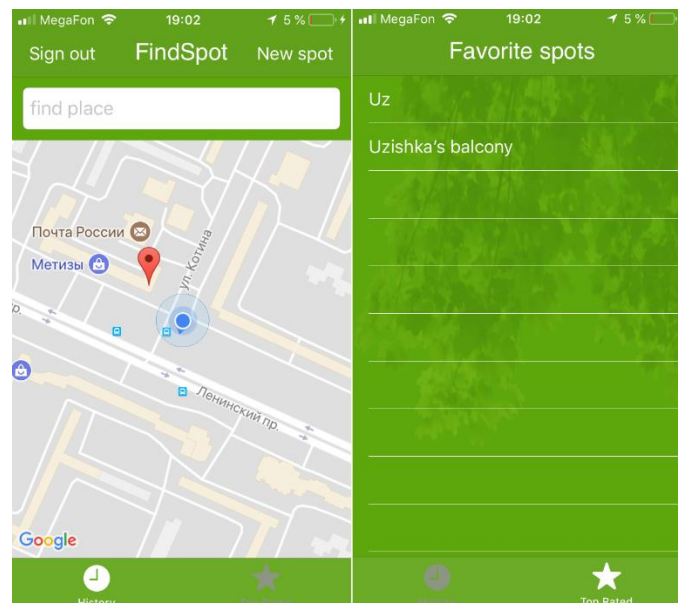 MegaFon 19:02 5 %
Sign out FindSpot New spot
find place
Почта России
Метизы
ул. Котина
р.
Ленинский пр.
Google
History
MegaFon 19:02 5 %
Favorite spots
Uz
Uzishka's balcony
Top Rated